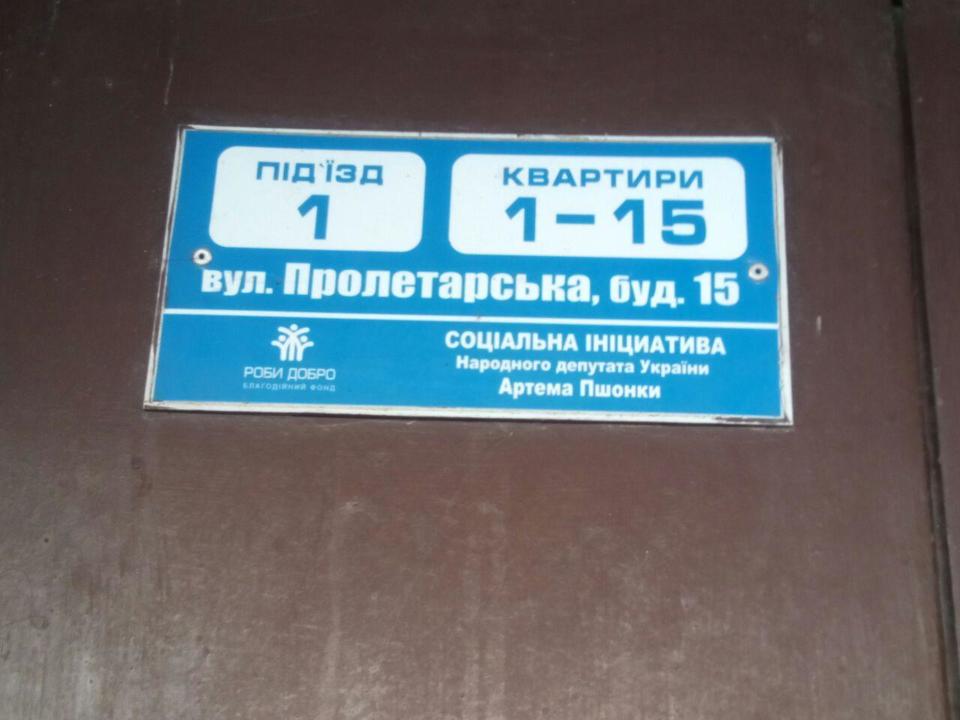 ПІД`ЇЗД
1
КВАРТИРИ
1–15
вул. Пролетарська, буд. 15
РОБИ ДОБРО
БЛАГОДІЙНИЙ ФОНД
СОЦІАЛЬНА ІНІЦИАТИВА
Народного депутата України
Артема Пшонки